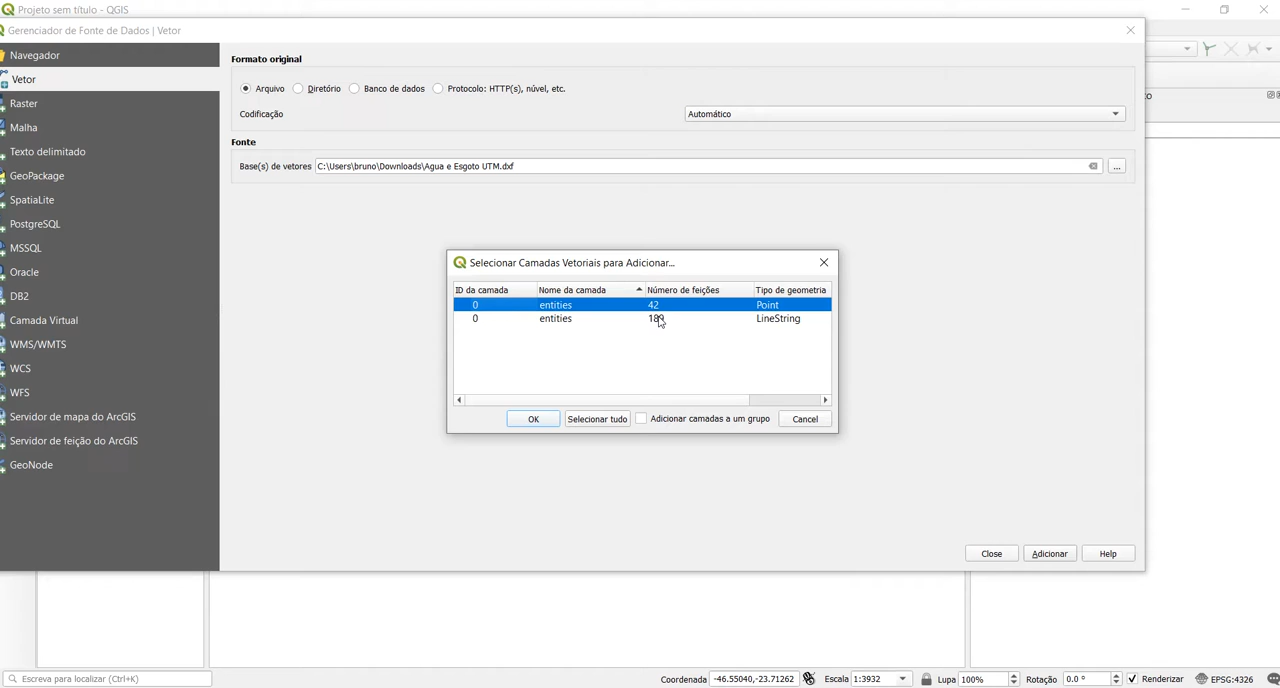 Projeto sem título - QGIS
Gerenciador de Fonte de Dados | Vetor
Navegador
Vetor
Raster
Malha
Texto delimitado
GeoPackage
SpatiaLite
PostgreSQL
MSSQL
Oracle
DB2
Camada Virtual
WMS/WMTS
WCS
WFS
Servidor de mapa do ArcGIS
Servidor de feição do ArcGIS
GeoNode
Formato original
Arquivo Diretório Banco de dados Protocolo: HTTP(s), núvel, etc.
Codificação Automático
Fonte
Base(s) de vetores C:\Users\bruno\Downloads\Agua e Esgoto UTM.dxf ...
Selecionar Camadas Vetoriais para Adicionar...
ID da camada Nome da camada Número de feições Tipo de geometria
0 entities 42 Point
0 entities 189 LineString
OK Selecionar tudo Adicionar camadas a um grupo Cancel
Close Adicionar Help
Escreva para localizar (Ctrl+K) Coordenada -46.55040,-23.71262 Escala 1:3932 Lupa 100% Rotação 0.0 ° Renderizar EPSG:4326